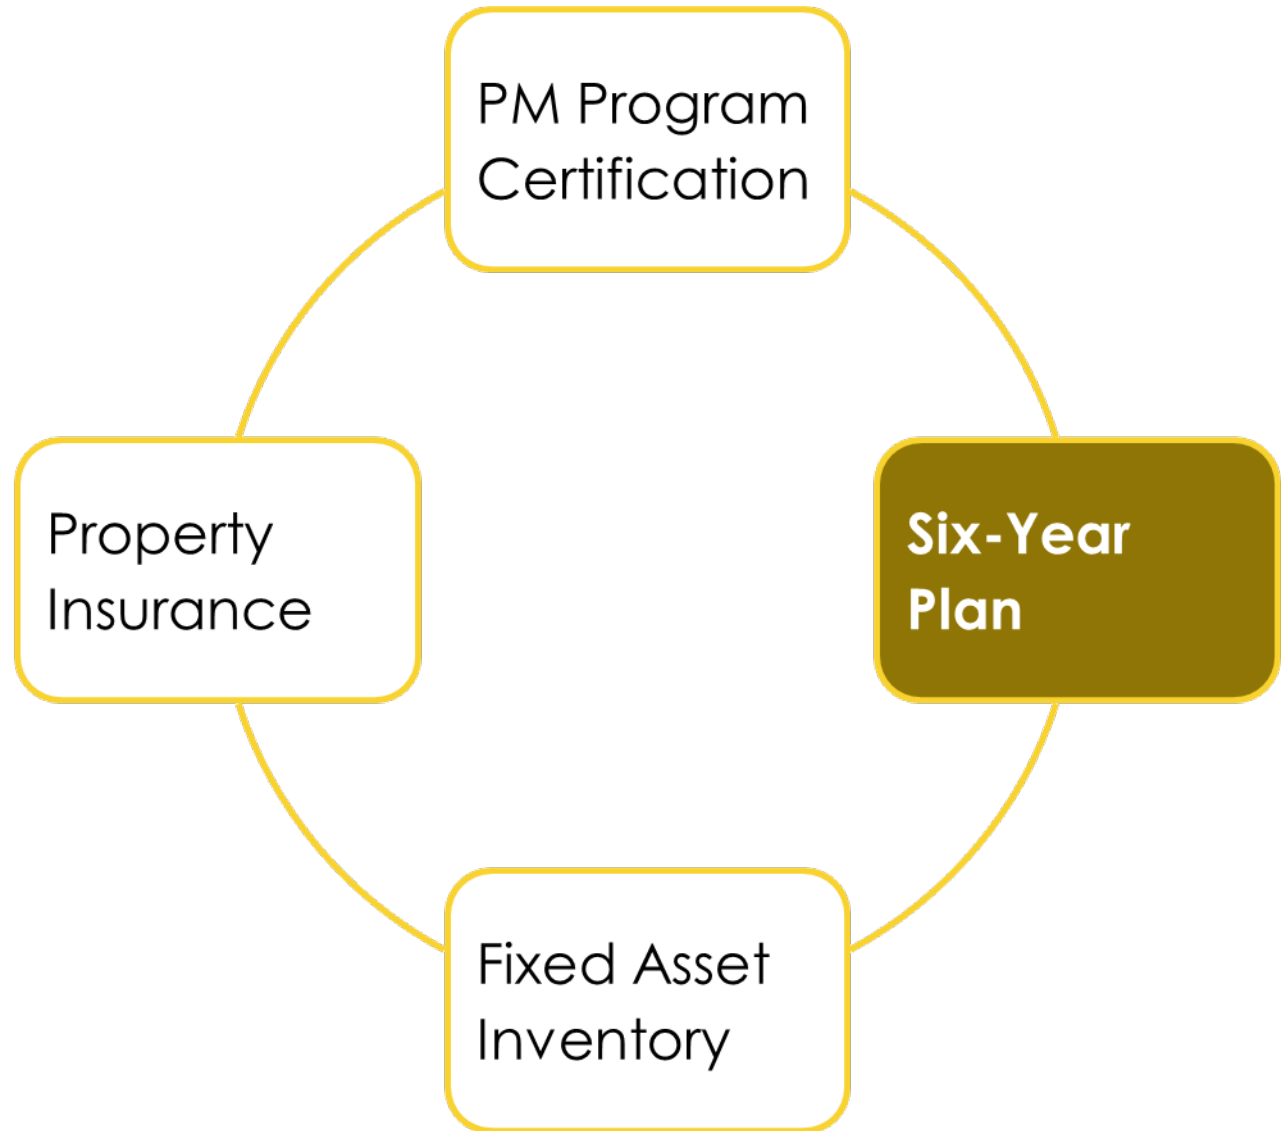 PM Program
Certification
Property
Insurance
Six-Year
Plan
Fixed Asset
Inventory